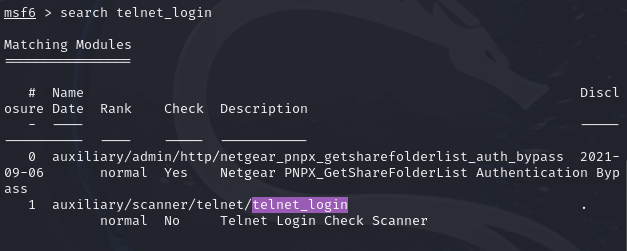 msf6 > search telnet_login
Matching Modules
================
# Name Discl
osure Date Rank Check Description
- ---- -----
---------- ---- ----- -----------
0 auxiliary/admin/http/netgear_pnpx_getsharefolderlist_auth_bypass 2021-
09-06 normal Yes Netgear PNPX_GetShareFolderList Authentication Byp
ass
1 auxiliary/scanner/telnet/telnet_login .
normal No Telnet Login Check Scanner